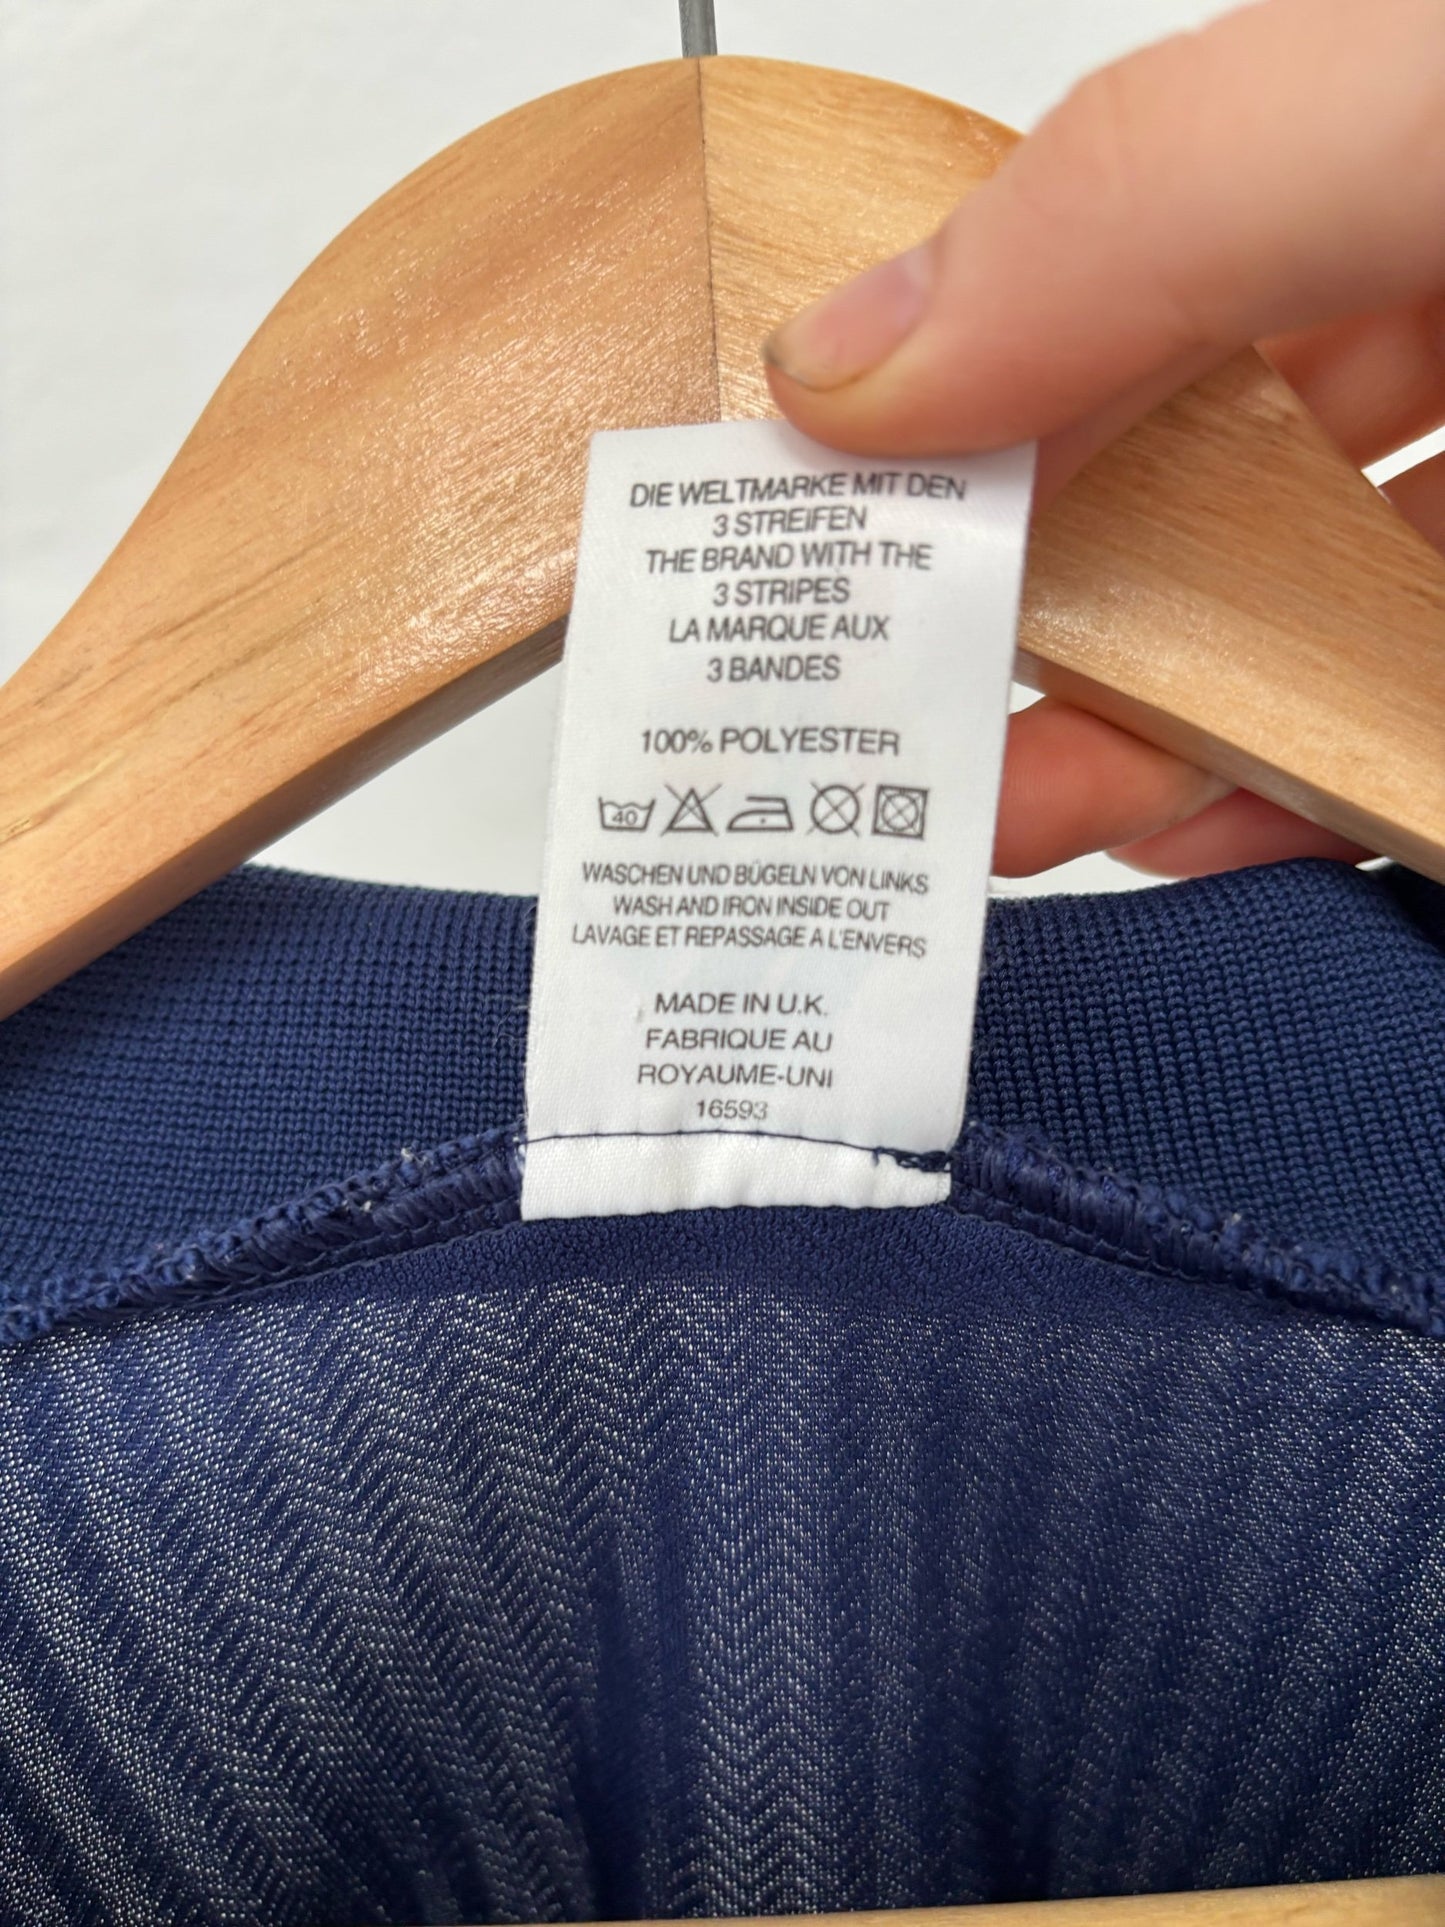 DIE WELTMARKE MIT DEN
3 STREIFEN
THE BRAND WITH THE
3 STRIPES
LA MARQUE AUX
3 BANDES
100% POLYESTER
40
WASCHEN UND BÜGELN VON LINKS
WASH AND IRON INSIDE OUT
LAVAGE ET REPASSAGE A L'ENVERS
MADE IN U.K.
FABRIQUE AU
ROYAUME-UNI
16593